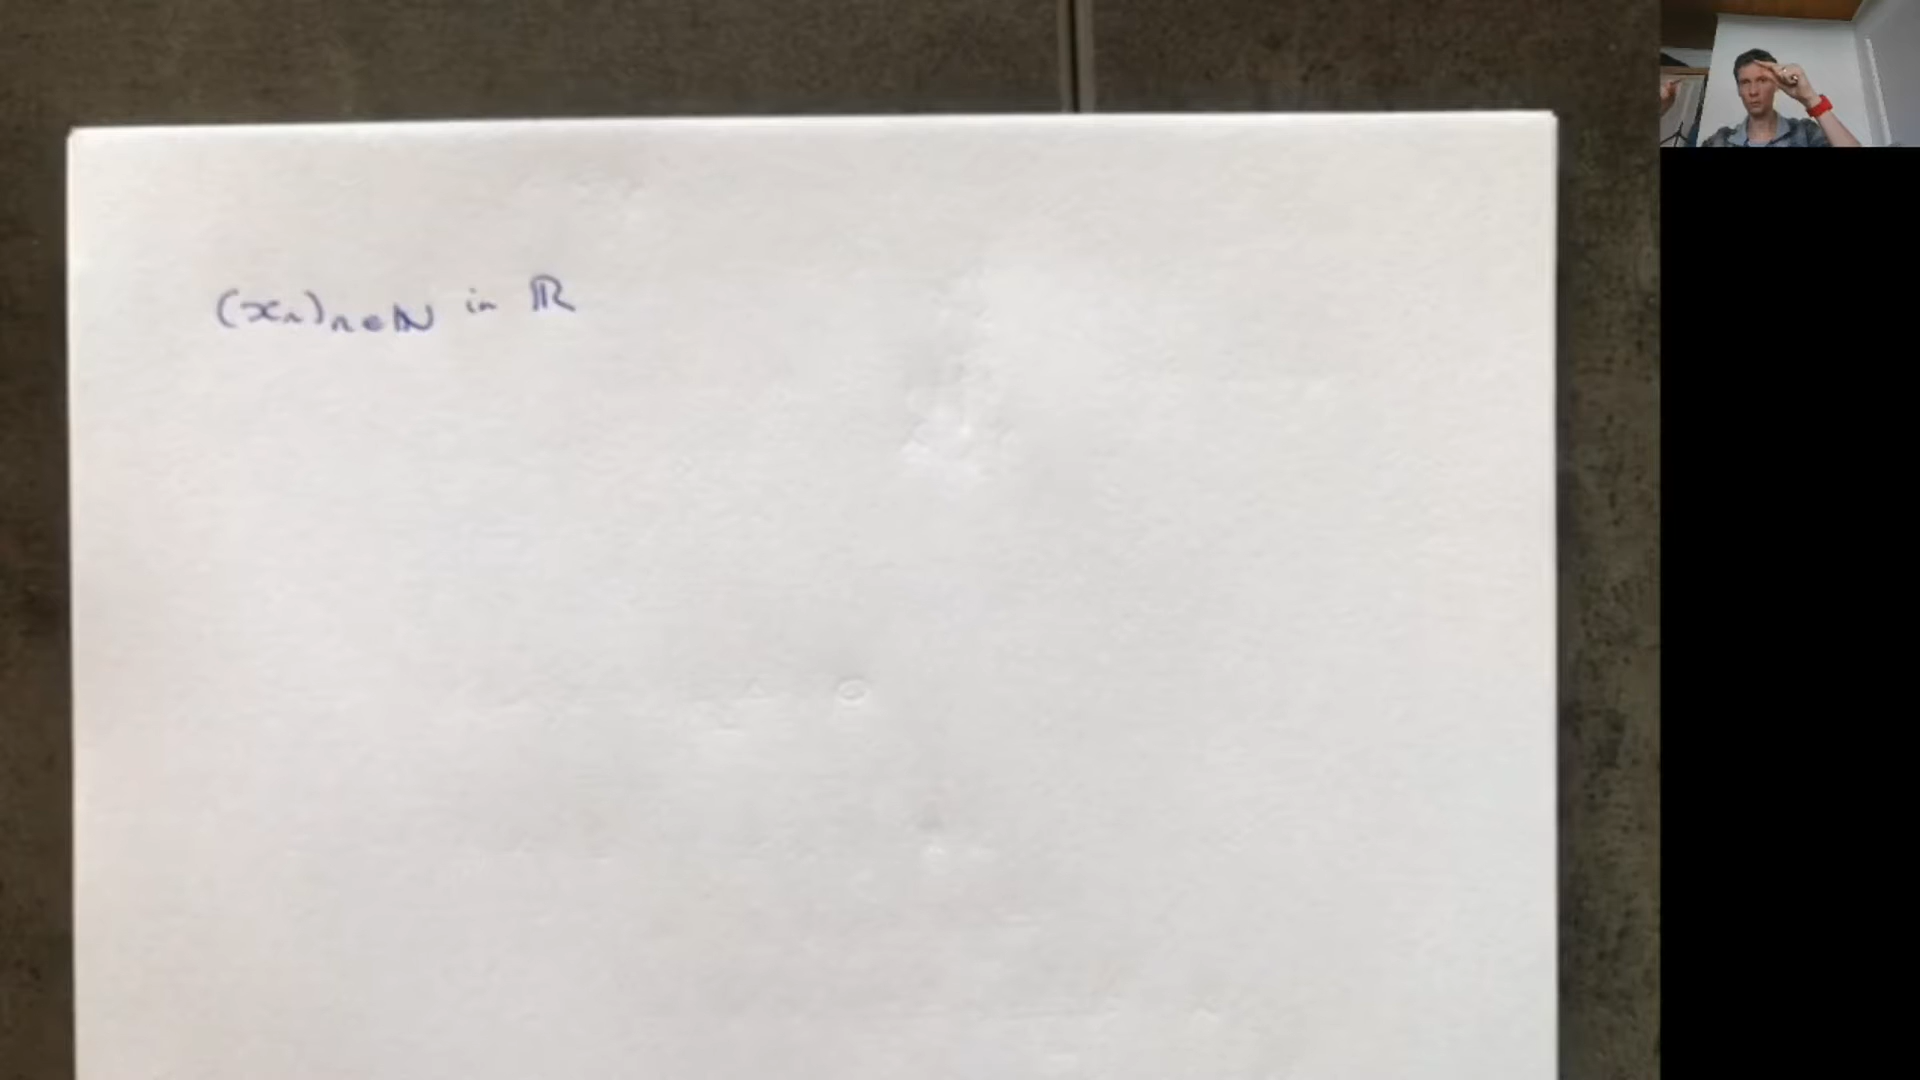 (xₙ)ₙ∈ℕ in ℝ